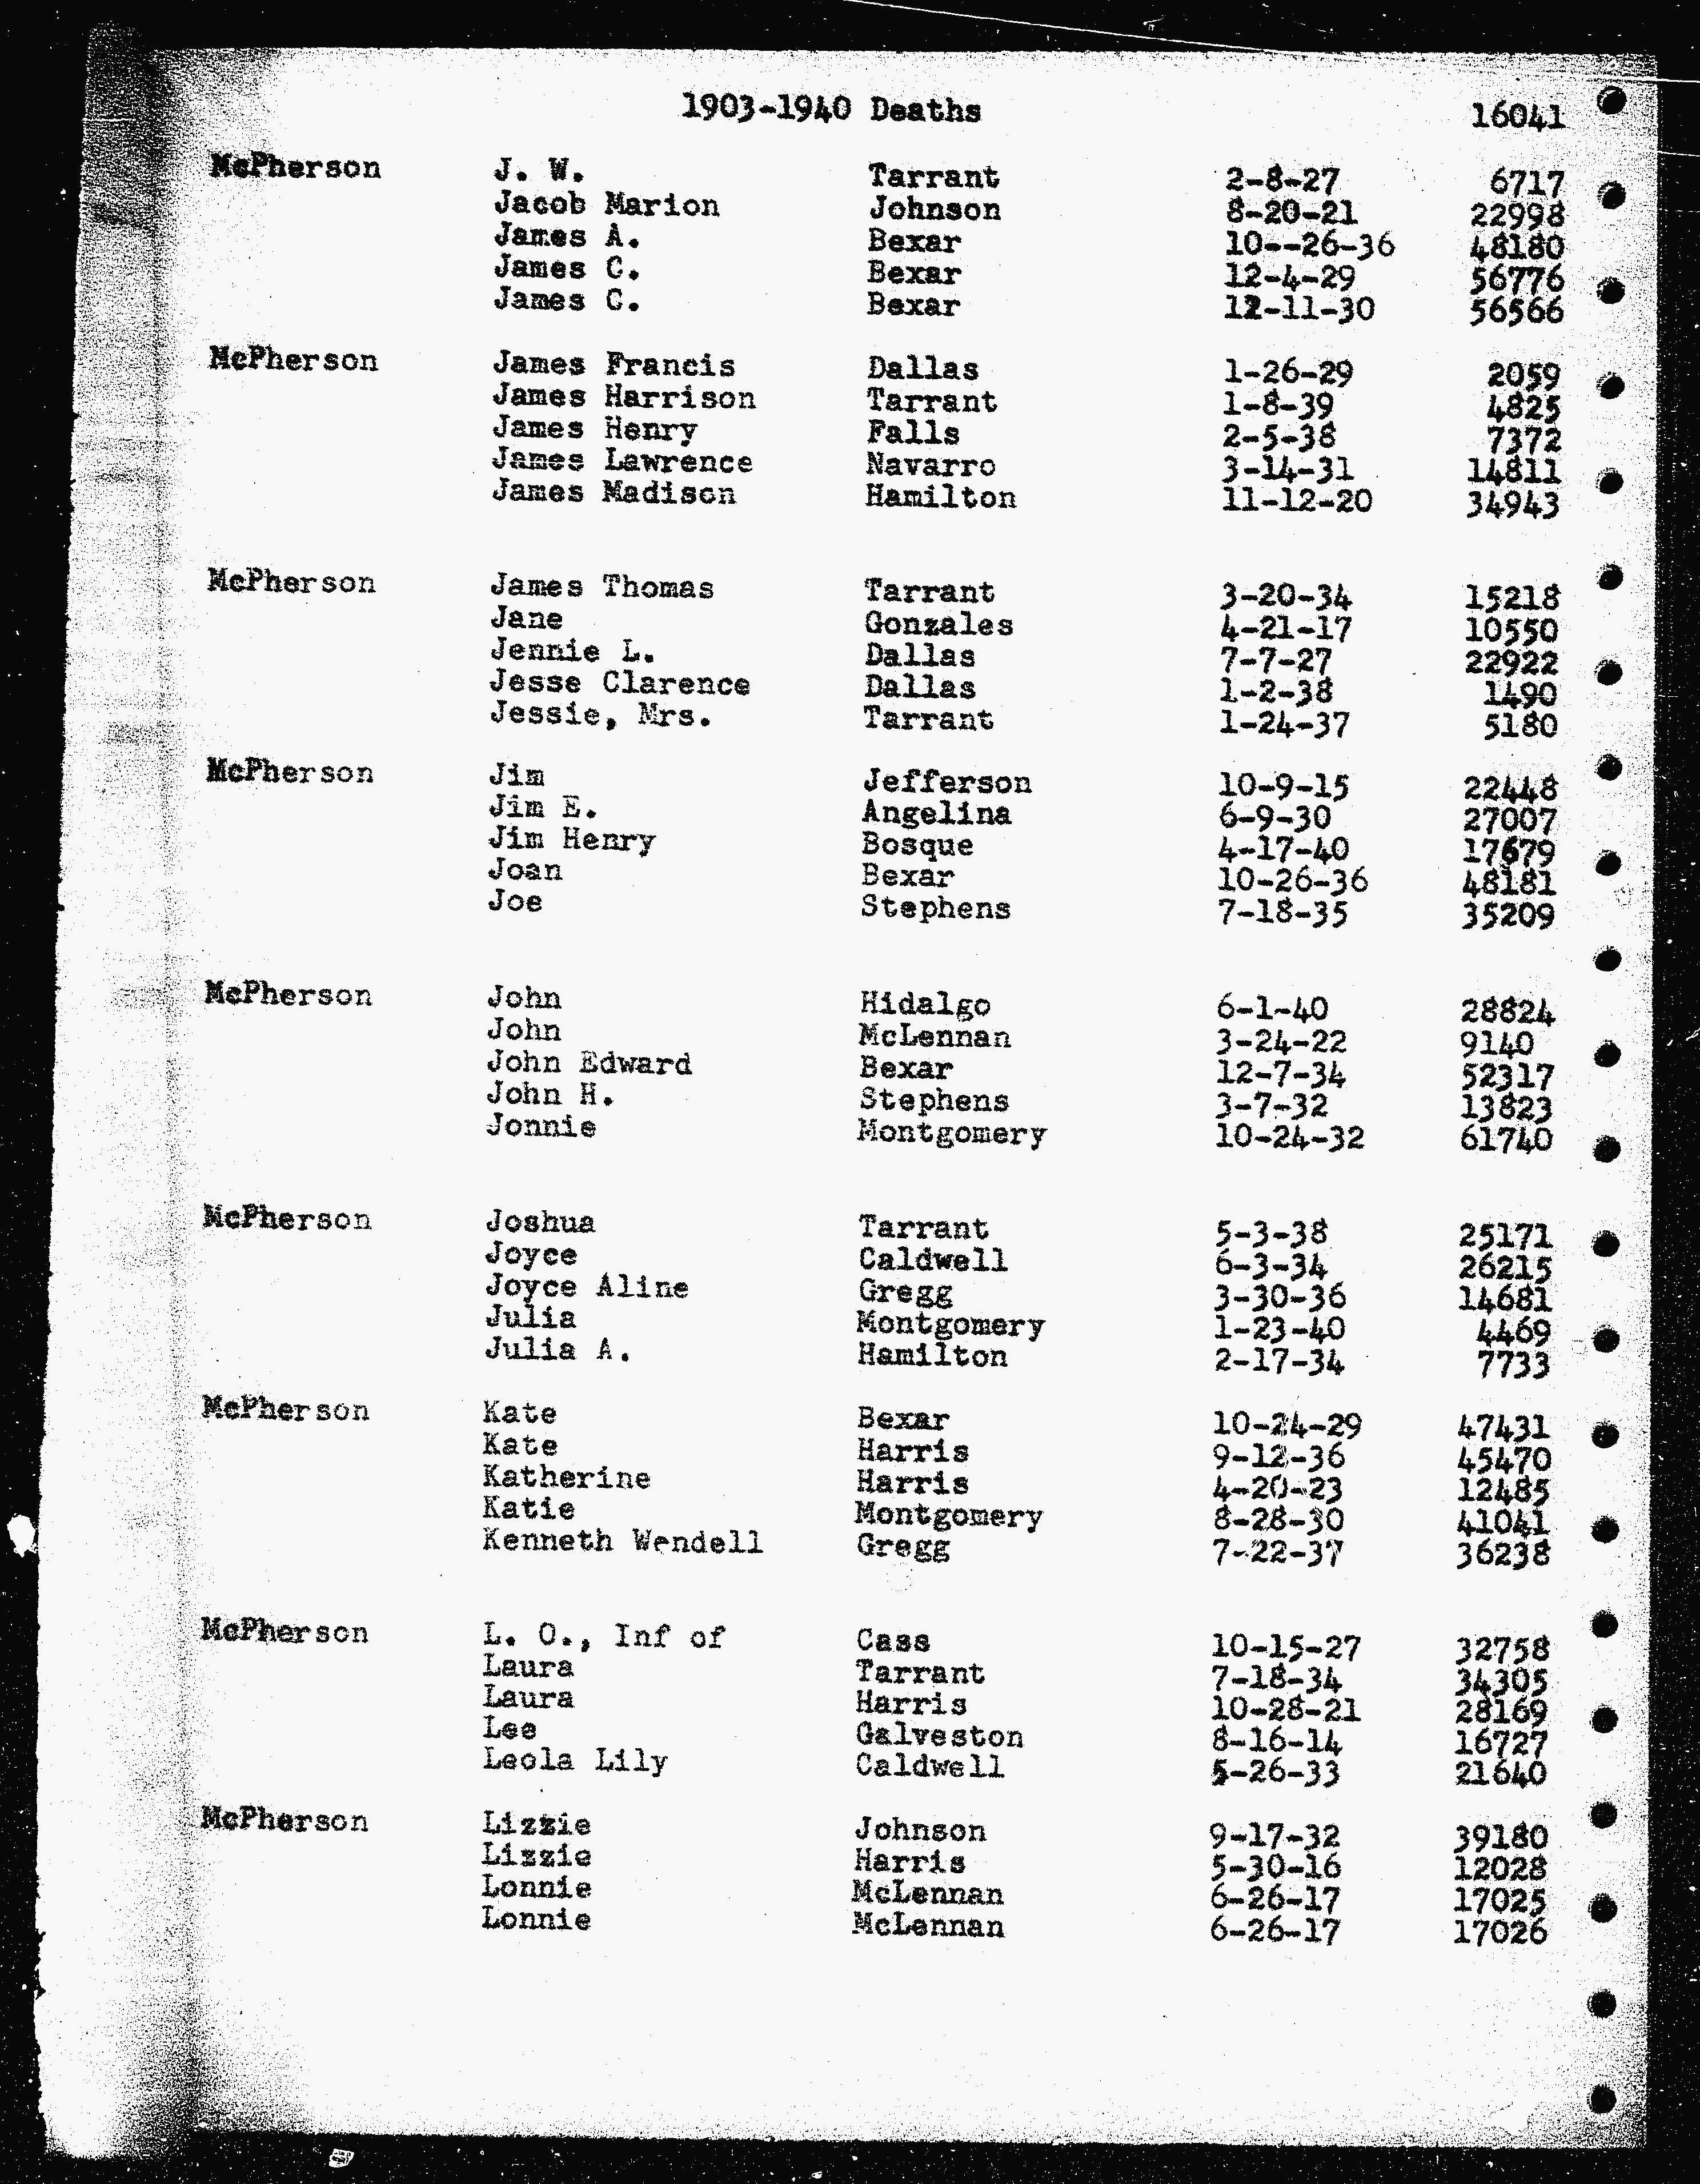 1903-1940 Deaths 16041
McPherson J. W. Tarrant 2-8-27 6717
Jacob Marion Johnson 8-20-21 22998
James A. Bexar 10--26-36 48180
James C. Bexar 12-4-29 56776
James C. Bexar 12-11-30 56566
McPherson James Francis Dallas 1-26-29 2059
James Harrison Tarrant 1-8-39 4825
James Henry Falls 2-5-38 7372
James Lawrence Navarro 3-14-31 14811
James Madison Hamilton 11-12-20 34943
McPherson James Thomas Tarrant 3-20-34 15218
Jane Gonzales 4-21-17 10550
Jennie L. Dallas 7-7-27 22922
Jesse Clarence Dallas 1-2-38 1490
Jessie, Mrs. Tarrant 1-24-37 5180
McPherson Jim Jefferson 10-9-15 22448
Jim E. Angelina 6-9-30 27007
Jim Henry Bosque 4-17-40 17679
Joan Bexar 10-26-36 48181
Joe Stephens 7-18-35 35209
McPherson John Hidalgo 6-1-40 28824
John McLennan 3-24-22 9140
John Edward Bexar 12-7-34 52317
John H. Stephens 3-7-32 13823
Jonnie Montgomery 10-24-32 61740
McPherson Joshua Tarrant 5-3-38 25171
Joyce Caldwell 6-3-34 26215
Joyce Aline Gregg 3-30-36 14681
Julia Montgomery 1-23-40 4469
Julia A. Hamilton 2-17-34 7733
McPherson Kate Bexar 10-24-29 47431
Kate Harris 9-12-36 45470
Katherine Harris 4-20-23 12485
Katie Montgomery 8-28-30 41041
Kenneth Wendell Gregg 7-22-37 36238
McPherson L. O., Inf of Cass 10-15-27 32758
Laura Tarrant 7-18-34 34305
Laura Harris 10-28-21 28169
Lee Galveston 8-16-14 16727
Leola Lily Caldwell 5-26-33 21640
McPherson Lizzie Johnson 9-17-32 39180
Lizzie Harris 5-30-16 12028
Lonnie McLennan 6-26-17 17025
Lonnie McLennan 6-26-17 17026